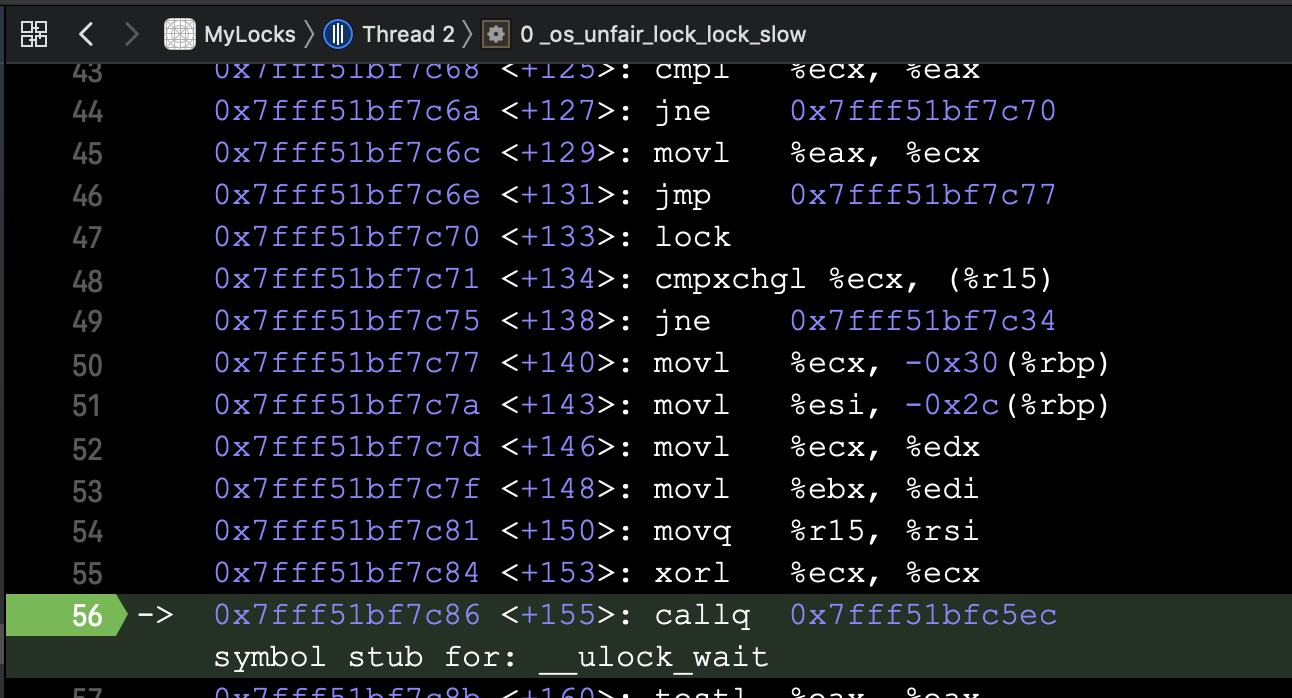 MyLocks Thread 2 0 _os_unfair_lock_lock_slow
43 0x7fff51bf7c68 <+125>: cmpl %ecx, %eax
44 0x7fff51bf7c6a <+127>: jne 0x7fff51bf7c70
45 0x7fff51bf7c6c <+129>: movl %eax, %ecx
46 0x7fff51bf7c6e <+131>: jmp 0x7fff51bf7c77
47 0x7fff51bf7c70 <+133>: lock
48 0x7fff51bf7c71 <+134>: cmpxchgl %ecx, (%r15)
49 0x7fff51bf7c75 <+138>: jne 0x7fff51bf7c34
50 0x7fff51bf7c77 <+140>: movl %ecx, -0x30(%rbp)
51 0x7fff51bf7c7a <+143>: movl %esi, -0x2c(%rbp)
52 0x7fff51bf7c7d <+146>: movl %ecx, %edx
53 0x7fff51bf7c7f <+148>: movl %ebx, %edi
54 0x7fff51bf7c81 <+150>: movq %r15, %rsi
55 0x7fff51bf7c84 <+153>: xorl %ecx, %ecx
56 -> 0x7fff51bf7c86 <+155>: callq 0x7fff51bfc5ec
symbol stub for: __ulock_wait
57 0x7fff51bf7c8b <+160>: testl %eax, %eax